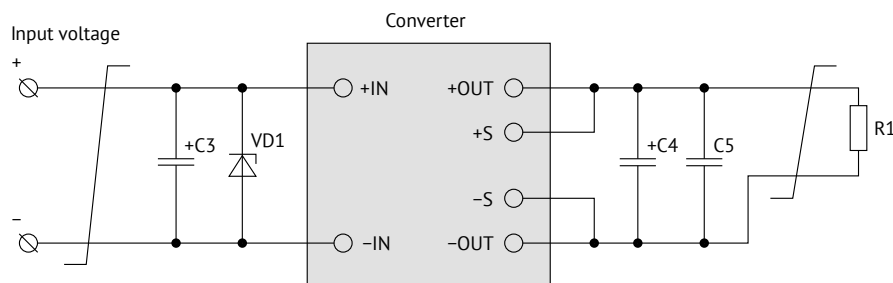 Converter
Input voltage
+
+IN
+OUT
+S
R1
+C3
VD1
+C4
C5
−S
−
−IN
−OUT